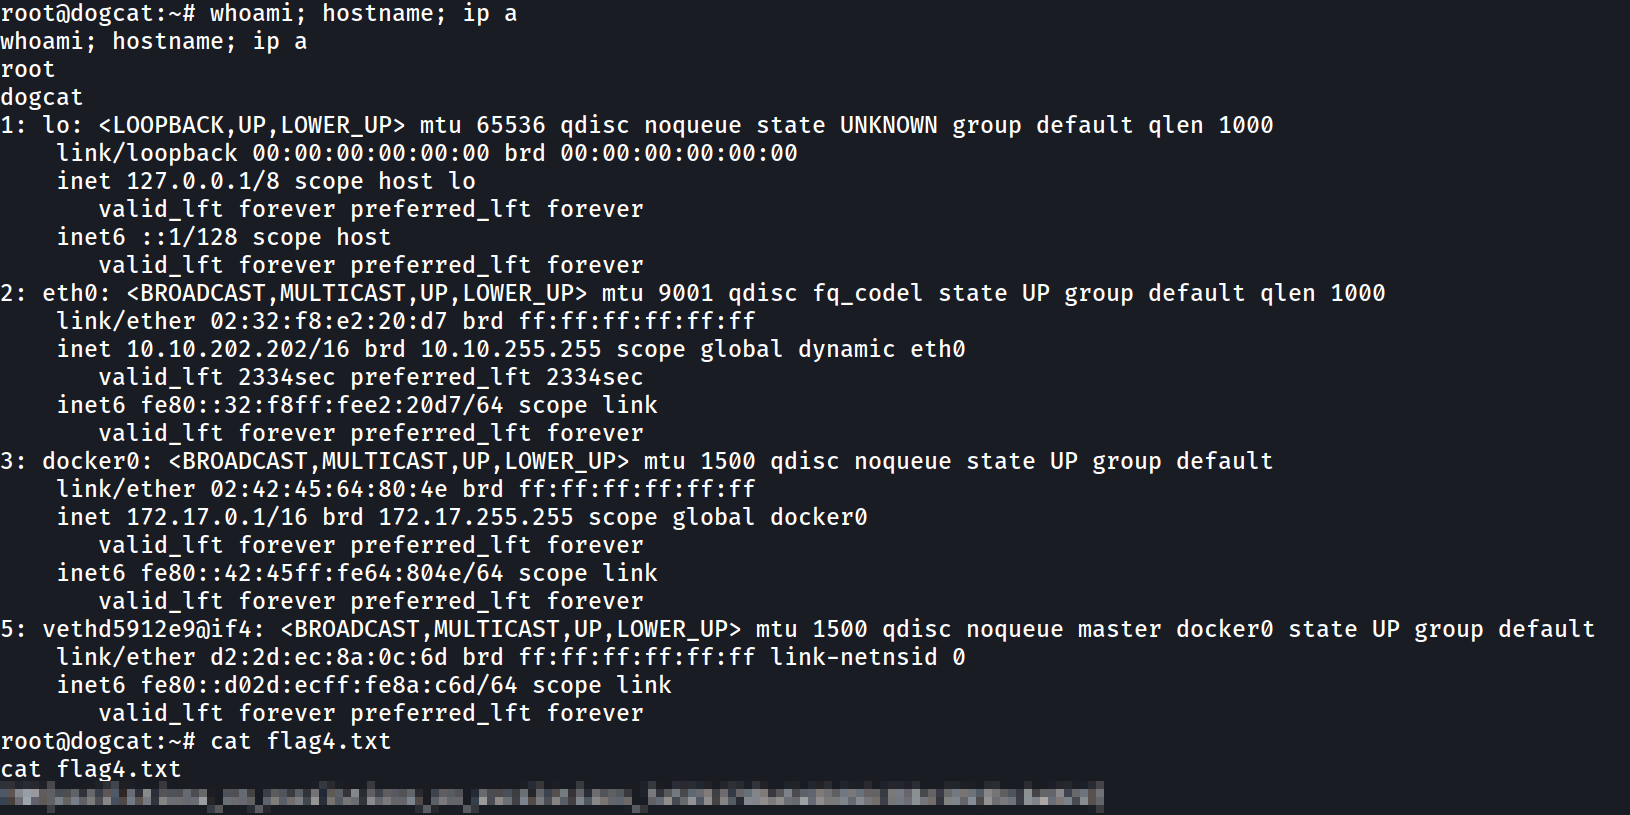 root@dogcat:~# whoami; hostname; ip a
whoami; hostname; ip a
root
dogcat
1: lo: <LOOPBACK,UP,LOWER_UP> mtu 65536 qdisc noqueue state UNKNOWN group default qlen 1000
    link/loopback 00:00:00:00:00:00 brd 00:00:00:00:00:00
    inet 127.0.0.1/8 scope host lo
       valid_lft forever preferred_lft forever
    inet6 ::1/128 scope host
       valid_lft forever preferred_lft forever
2: eth0: <BROADCAST,MULTICAST,UP,LOWER_UP> mtu 9001 qdisc fq_codel state UP group default qlen 1000
    link/ether 02:32:f8:e2:20:d7 brd ff:ff:ff:ff:ff:ff
    inet 10.10.202.202/16 brd 10.10.255.255 scope global dynamic eth0
       valid_lft 2334sec preferred_lft 2334sec
    inet6 fe80::32:f8ff:fee2:20d7/64 scope link
       valid_lft forever preferred_lft forever
3: docker0: <BROADCAST,MULTICAST,UP,LOWER_UP> mtu 1500 qdisc noqueue state UP group default
    link/ether 02:42:45:64:80:4e brd ff:ff:ff:ff:ff:ff
    inet 172.17.0.1/16 brd 172.17.255.255 scope global docker0
       valid_lft forever preferred_lft forever
    inet6 fe80::42:45ff:fe64:804e/64 scope link
       valid_lft forever preferred_lft forever
5: vethd5912e9@if4: <BROADCAST,MULTICAST,UP,LOWER_UP> mtu 1500 qdisc noqueue master docker0 state UP group default
    link/ether d2:2d:ec:8a:0c:6d brd ff:ff:ff:ff:ff:ff link-netnsid 0
    inet6 fe80::d02d:ecff:fe8a:c6d/64 scope link
       valid_lft forever preferred_lft forever
root@dogcat:~# cat flag4.txt
cat flag4.txt